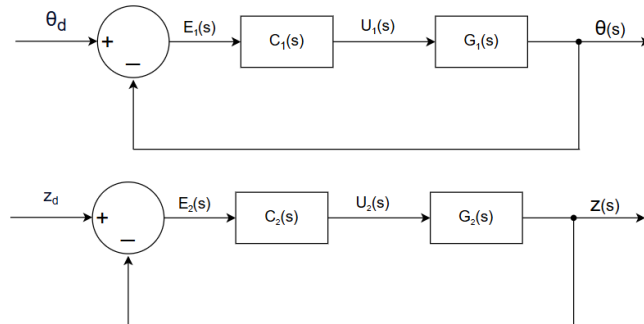 θd E₁(s) C₁(s) U₁(s) G₁(s) θ(s)
+
−
zd E₂(s) C₂(s) U₂(s) G₂(s) z(s)
+
−